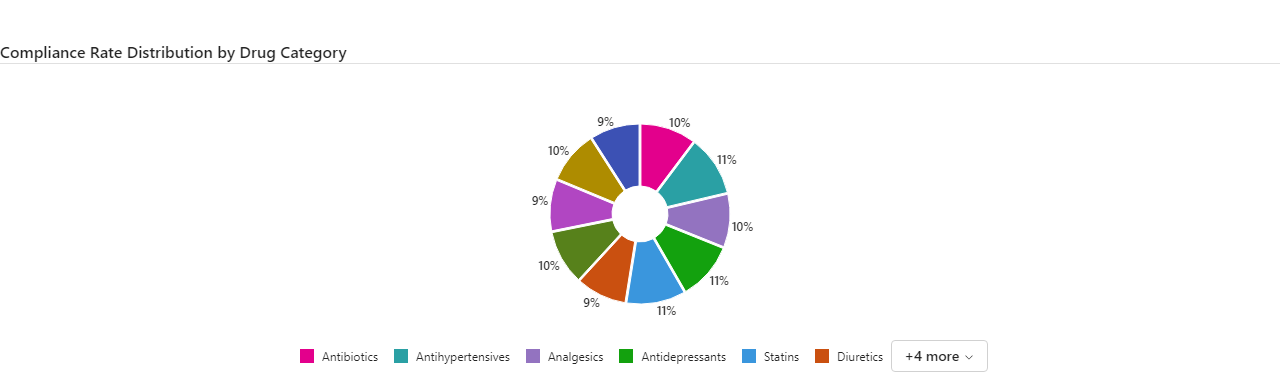 Compliance Rate Distribution by Drug Category
9%
10%
10%
11%
9%
10%
10%
11%
9%
11%
Antibiotics
Antihypertensives
Analgesics
Antidepressants
Statins
Diuretics
+4 more